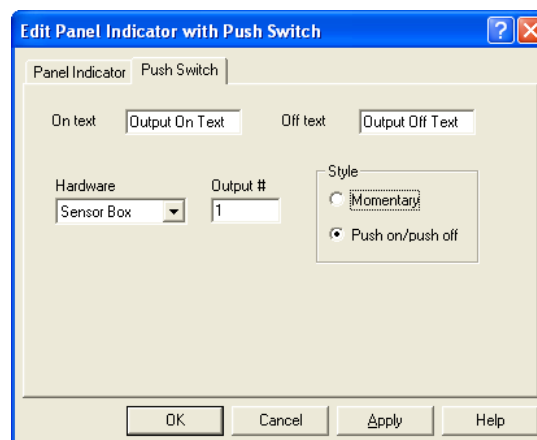 Edit Panel Indicator with Push Switch
Panel Indicator Push Switch
On text Output On Text Off text Output Off Text
Hardware Output # Style
Sensor Box 1 Momentary
Push on/push off
OK Cancel Apply Help